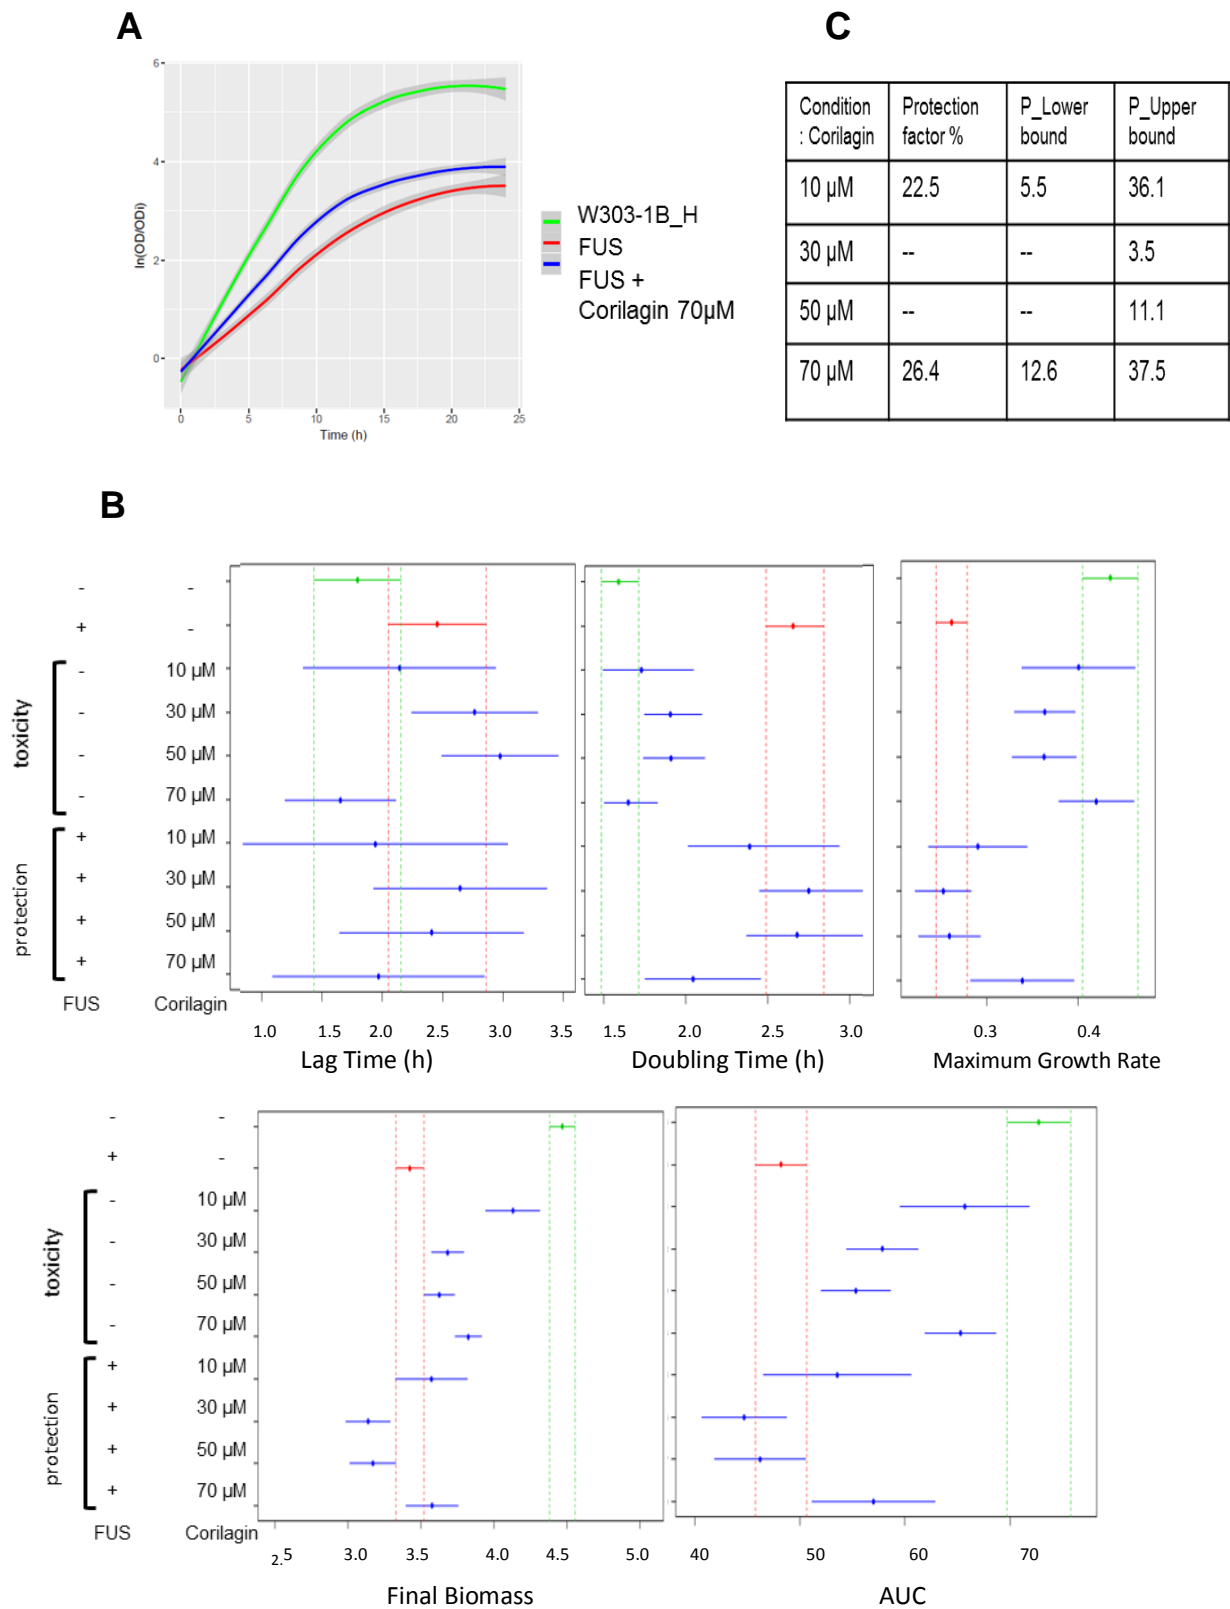 A
C
6
4
2
0
ln(OD/ODi)
0 5 10 15 20 25
Time (h)
W303-1B_H
FUS
FUS +
Corilagin 70µM
Condition : Corilagin Protection factor % P_Lower bound P_Upper bound
10 µM 22.5 5.5 36.1
30 µM -- -- 3.5
50 µM -- -- 11.1
70 µM 26.4 12.6 37.5
B
- -
+ -
toxicity
- 10 µM
- 30 µM
- 50 µM
- 70 µM
protection
+ 10 µM
+ 30 µM
+ 50 µM
+ 70 µM
FUS Corilagin
1.0 1.5 2.0 2.5 3.0 3.5
Lag Time (h)
1.5 2.0 2.5 3.0
Doubling Time (h)
0.3 0.4
Maximum Growth Rate
- -
+ -
toxicity
- 10 µM
- 30 µM
- 50 µM
- 70 µM
protection
+ 10 µM
+ 30 µM
+ 50 µM
+ 70 µM
FUS Corilagin
2.5 3.0 3.5 4.0 4.5 5.0
Final Biomass
40 50 60 70
AUC